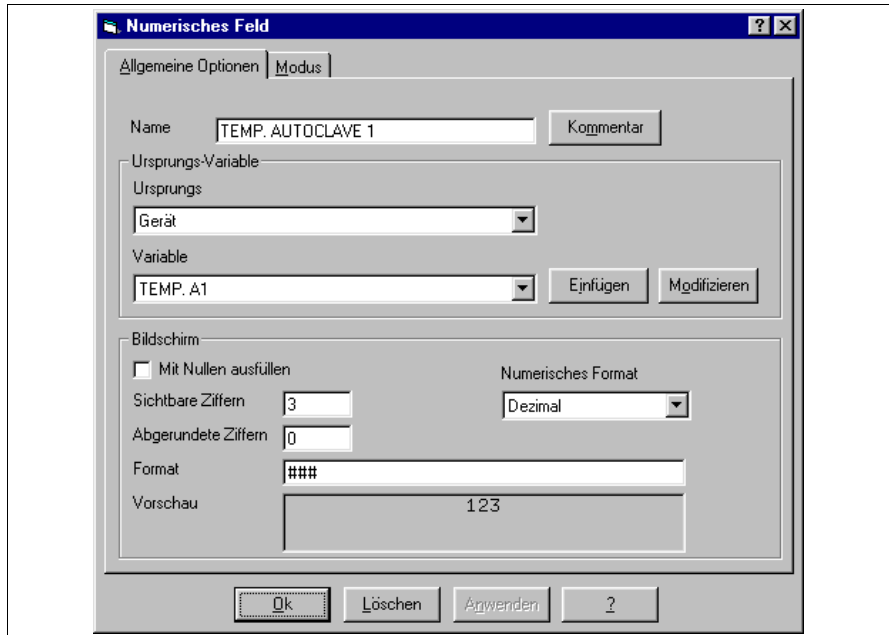 Numerisches Feld
Allgemeine Optionen Modus
Name TEMP. AUTOCLAVE 1 Kommentar
Ursprungs-Variable
Ursprungs
Gerät
Variable
TEMP. A1 Einfügen Modifizieren
Bildschirm
Mit Nullen ausfüllen
Numerisches Format
Sichtbare Ziffern 3 Dezimal
Abgerundete Ziffern 0
Format ###
Vorschau 123
Ok Löschen Anwenden ?